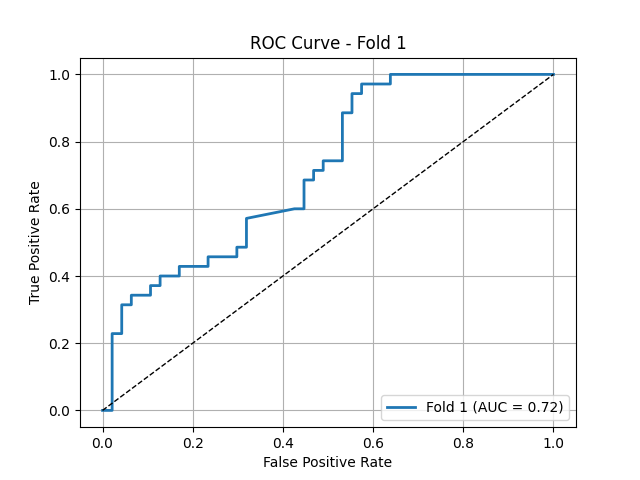 ROC Curve - Fold 1
1.0
0.8
0.6
0.4
0.2
0.0
True Positive Rate
0.0 0.2 0.4 0.6 0.8 1.0
False Positive Rate
Fold 1 (AUC = 0.72)